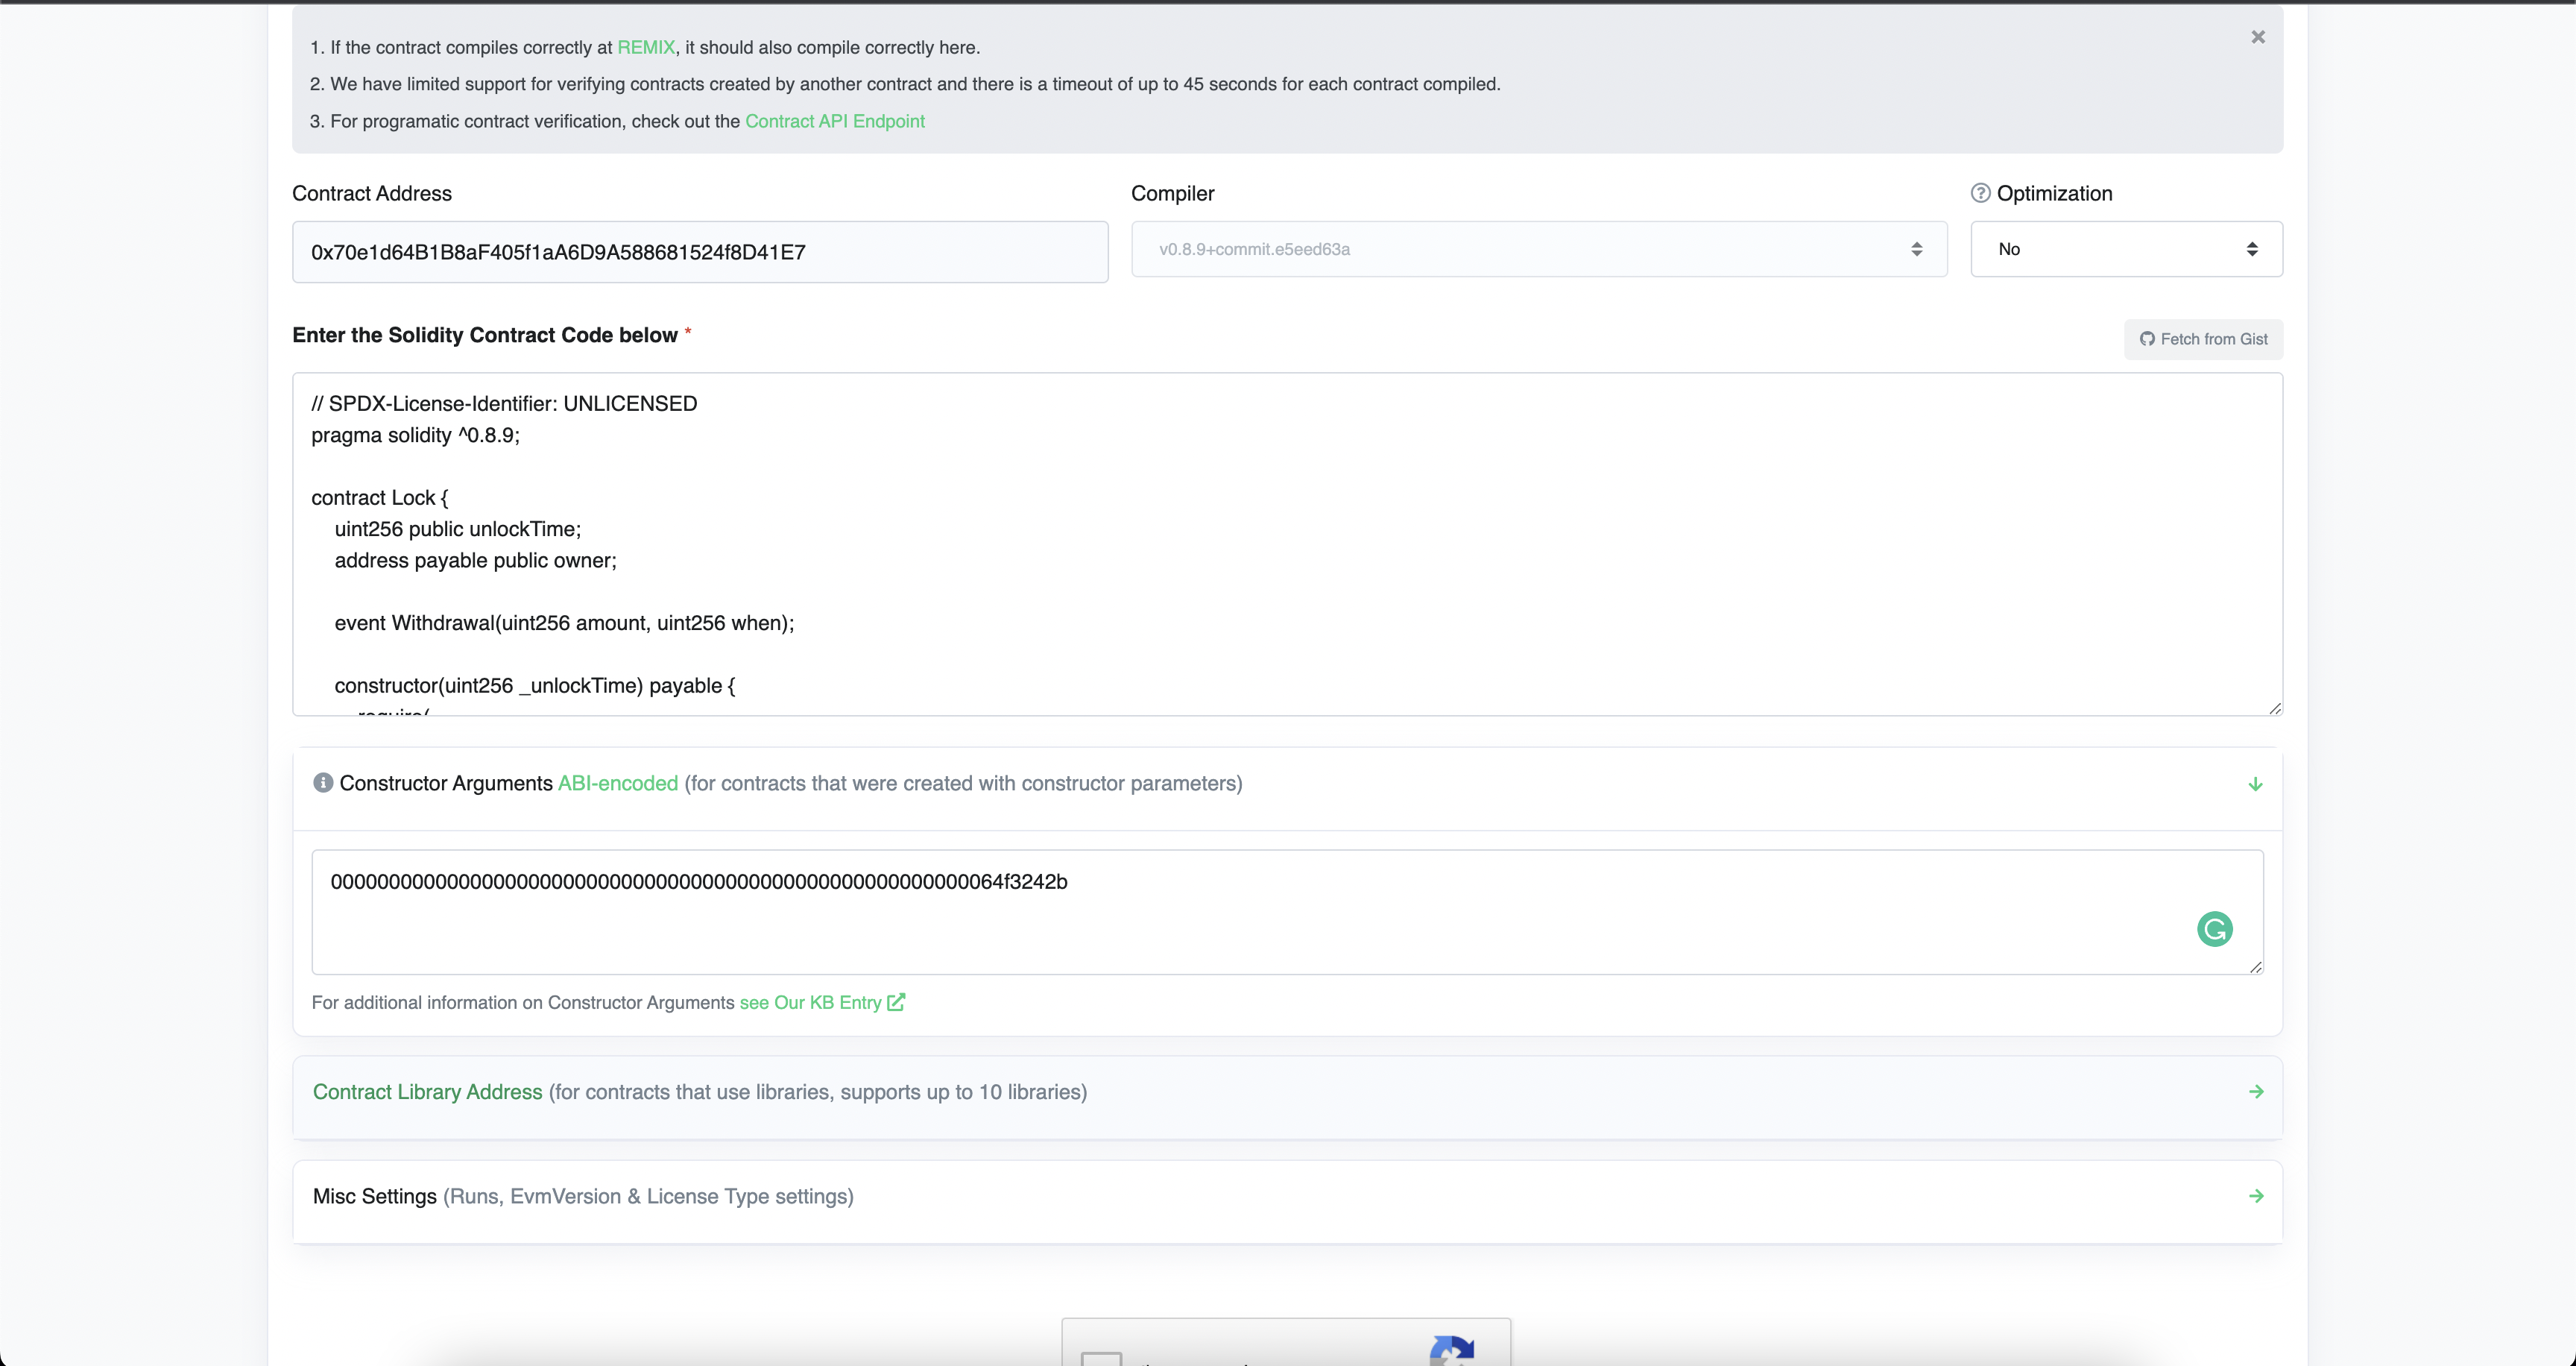 1. If the contract compiles correctly at REMIX, it should also compile correctly here.
2. We have limited support for verifying contracts created by another contract and there is a timeout of up to 45 seconds for each contract compiled.
3. For programatic contract verification, check out the Contract API Endpoint
Contract Address
Compiler
Optimization
0x70e1d64B1B8aF405f1aA6D9A588681524f8D41E7
v0.8.9+commit.e5eed63a
No
Enter the Solidity Contract Code below *
Fetch from Gist
// SPDX-License-Identifier: UNLICENSED
pragma solidity ^0.8.9;
contract Lock {
uint256 public unlockTime;
address payable public owner;
event Withdrawal(uint256 amount, uint256 when);
constructor(uint256 _unlockTime) payable {
require(
Constructor Arguments ABI-encoded (for contracts that were created with constructor parameters)
0000000000000000000000000000000000000000000000000000000064f3242b
For additional information on Constructor Arguments see Our KB Entry
Contract Library Address (for contracts that use libraries, supports up to 10 libraries)
Misc Settings (Runs, EvmVersion & License Type settings)